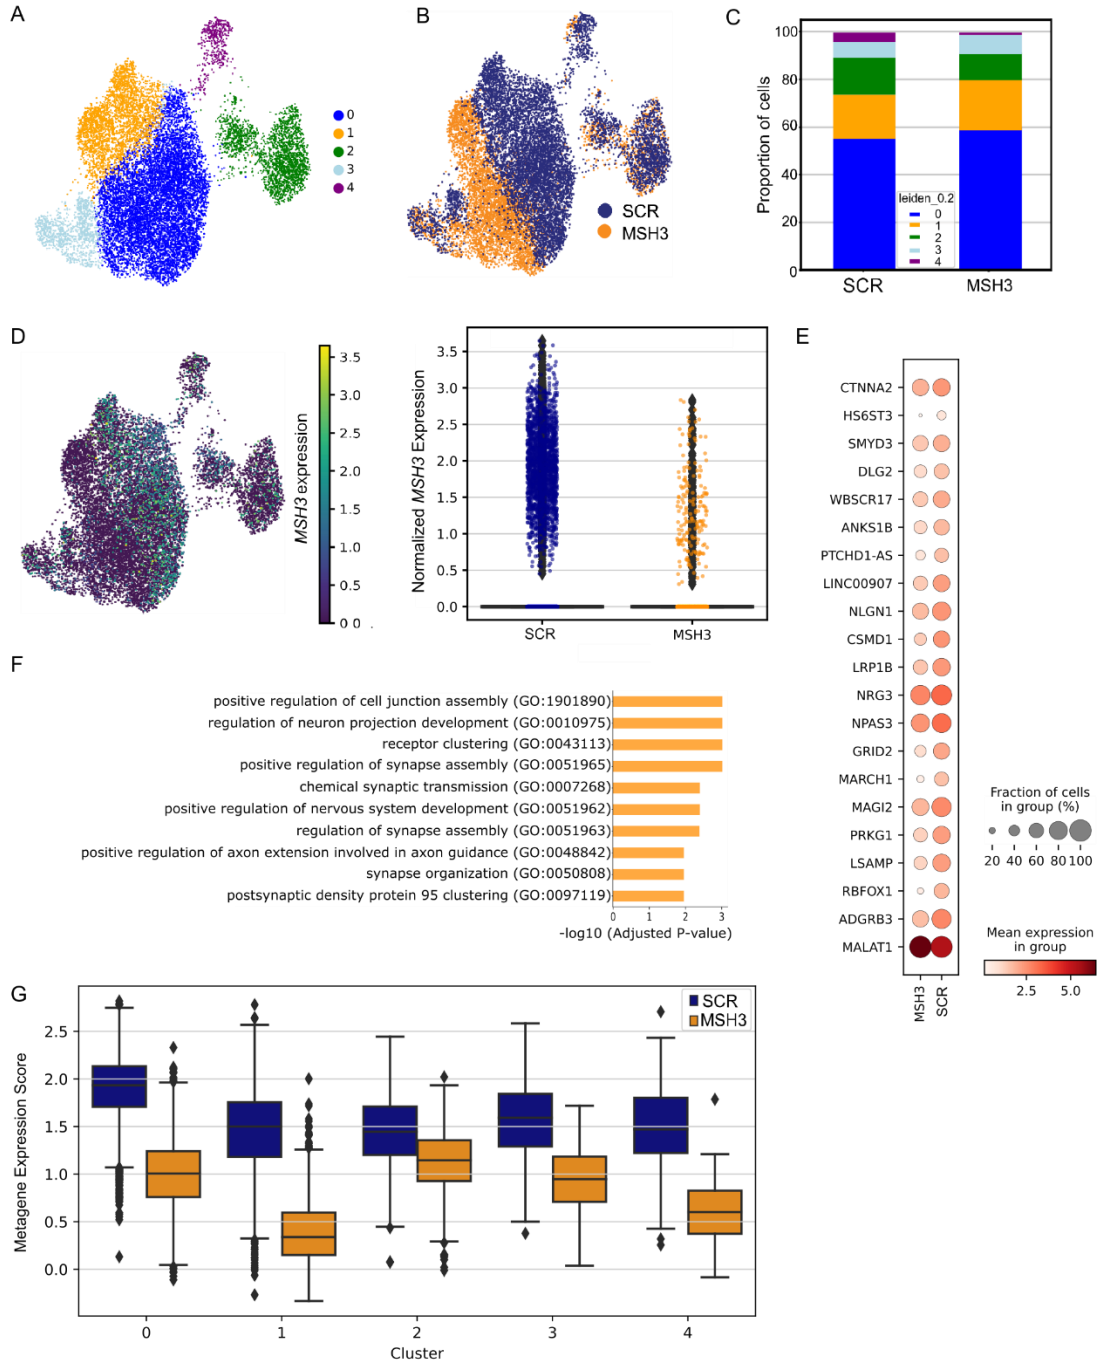 A
0
1
2
3
4
B
SCR
MSH3
C
Proportion of cells
100
80
60
40
20
0
leiden_0.2
0
1
2
3
4
SCR
MSH3
D
3.5
3.0
2.5
2.0
1.5
1.0
0.5
0 0
MSH3 expression
Normalized MSH3 Expression
3.5
3.0
2.5
2.0
1.5
1.0
0.5
0.0
SCR
MSH3
E
CTNNA2
HS6ST3
SMYD3
DLG2
WBSCR17
ANKS1B
PTCHD1-AS
LINC00907
NLGN1
CSMD1
LRP1B
NRG3
NPAS3
GRID2
MARCH1
MAGI2
PRKG1
LSAMP
RBFOX1
ADGRB3
MALAT1
MSH3
SCR
Fraction of cells
in group (%)
20 40 60 80 100
Mean expression
in group
2.5 5.0
F
positive regulation of cell junction assembly (GO:1901890)
regulation of neuron projection development (GO:0010975)
receptor clustering (GO:0043113)
positive regulation of synapse assembly (GO:0051965)
chemical synaptic transmission (GO:0007268)
positive regulation of nervous system development (GO:0051962)
regulation of synapse assembly (GO:0051963)
positive regulation of axon extension involved in axon guidance (GO:0048842)
synapse organization (GO:0050808)
postsynaptic density protein 95 clustering (GO:0097119)
0 1 2 3
-log10 (Adjusted P-value)
G
Metagene Expression Score
2.5
2.0
1.5
1.0
0.5
0.0
SCR
MSH3
0 1 2 3 4
Cluster